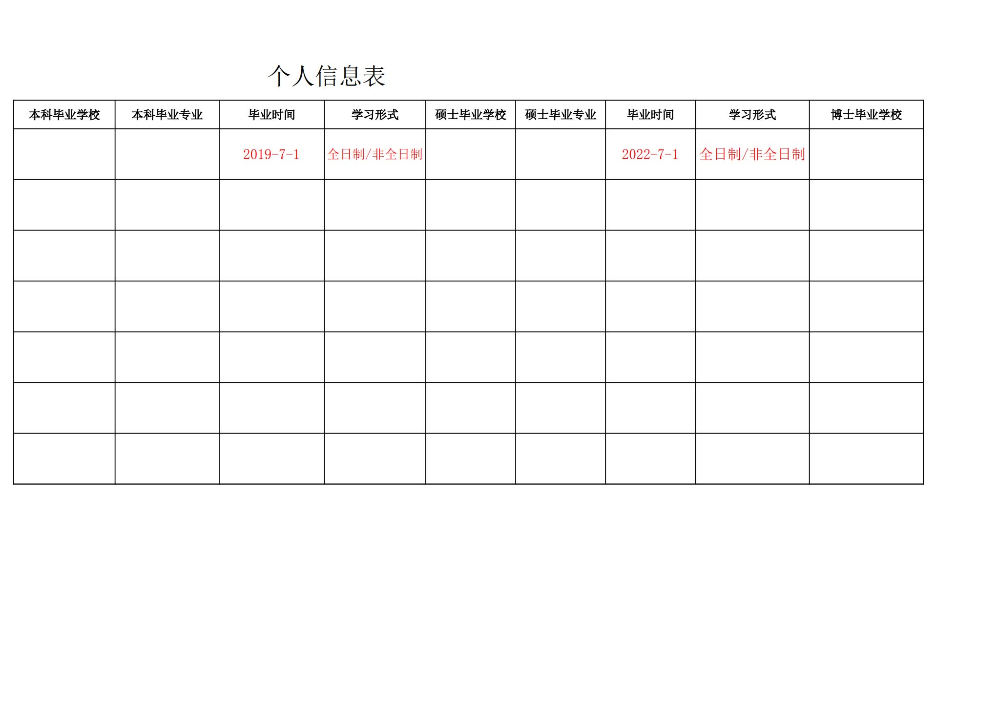 个人信息表
本科毕业学校 本科毕业专业 毕业时间 学习形式 硕士毕业学校 硕士毕业专业 毕业时间 学习形式 博士毕业学校
2019-7-1 全日制/非全日制 2022-7-1 全日制/非全日制